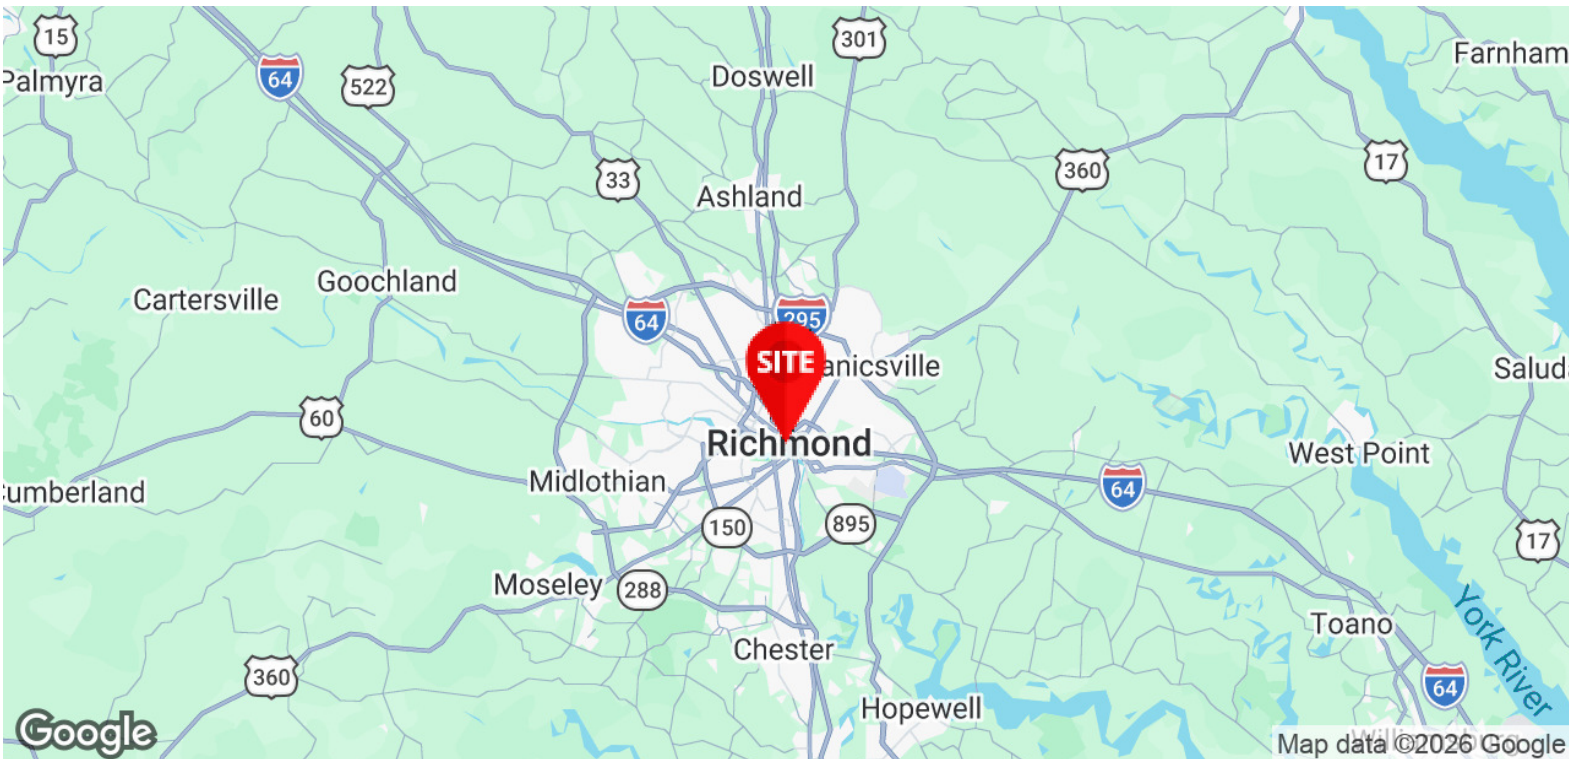 15
301
Farnham
Palmyra
64
522
Doswell
33
360
17
Ashland
Goochland
Cartersville
64
295
SITE
anicsville
Saluda
60
Richmond
West Point
Midlothian
umberland
64
150
895
17
Moseley
288
Toano
York River
Chester
360
64
Hopewell
Google
Map data ©2026 Google